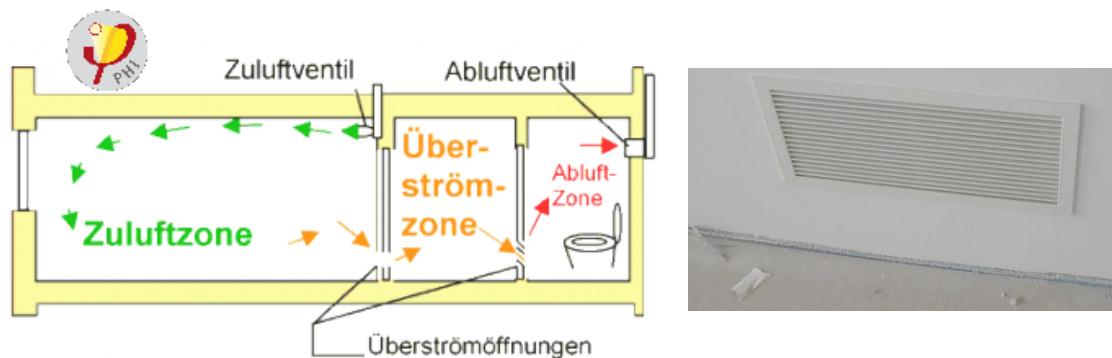 PHI
Zuluftventil
Abluftventil
Über-
ström-
zone
Abluft-
Zone
Zuluftzone
Überströmöffnungen